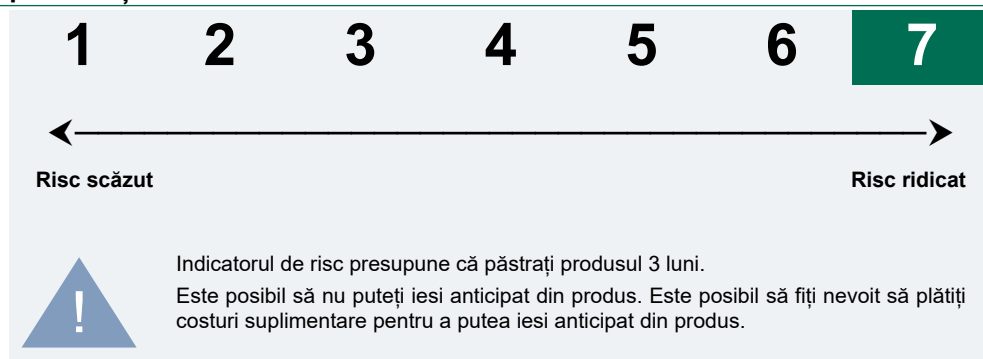 1 2 3 4 5 6 7
Risc scăzut Risc ridicat
! Indicatorul de risc presupune că păstrați produsul 3 luni.
Este posibil să nu puteți iesi anticipat din produs. Este posibil să fiți nevoit să plătiți
costuri suplimentare pentru a putea iesi anticipat din produs.